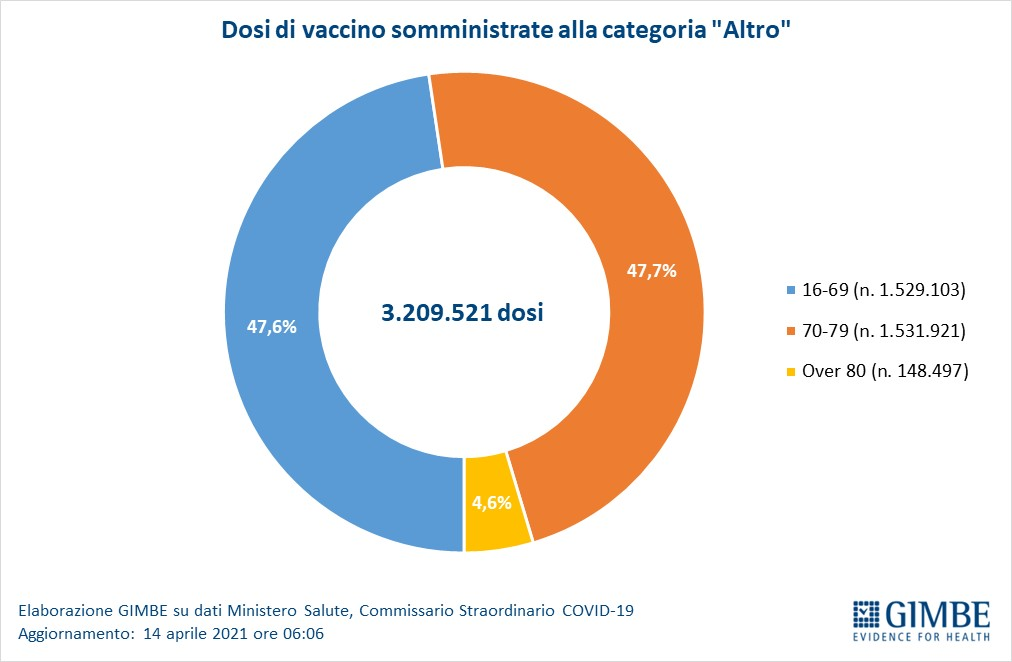 Dosi di vaccino somministrate alla categoria "Altro"
47,7%
47,6%
3.209.521 dosi
4,6%
16-69 (n. 1.529.103)
70-79 (n. 1.531.921)
Over 80 (n. 148.497)
Elaborazione GIMBE su dati Ministero Salute, Commissario Straordinario COVID-19
Aggiornamento: 14 aprile 2021 ore 06:06
GIMBE
EVIDENCE FOR HEALTH